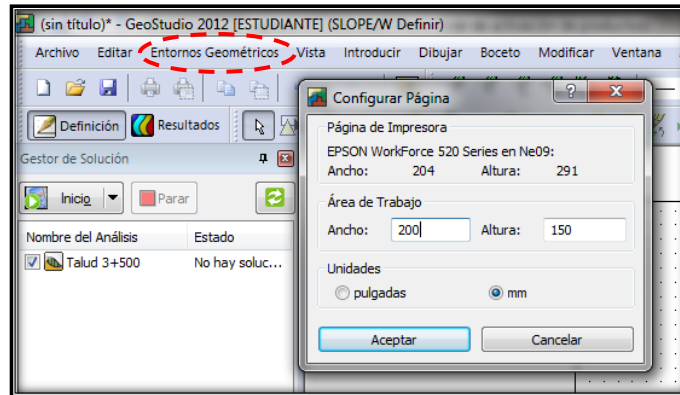 (sin título)* - GeoStudio 2012 [ESTUDIANTE] (SLOPE/W Definir)
Archivo Editar Entornos Geométricos Vista Introducir Dibujar Boceto Modificar Ventana
Definición Resultados
Gestor de Solución
Inicio Parar
Nombre del Análisis Estado
Talud 3+500 No hay soluc...
Configurar Página
Página de Impresora
EPSON WorkForce 520 Series en Ne09:
Ancho: 204 Altura: 291
Área de Trabajo
Ancho: 200 Altura: 150
Unidades
pulgadas mm
Aceptar Cancelar